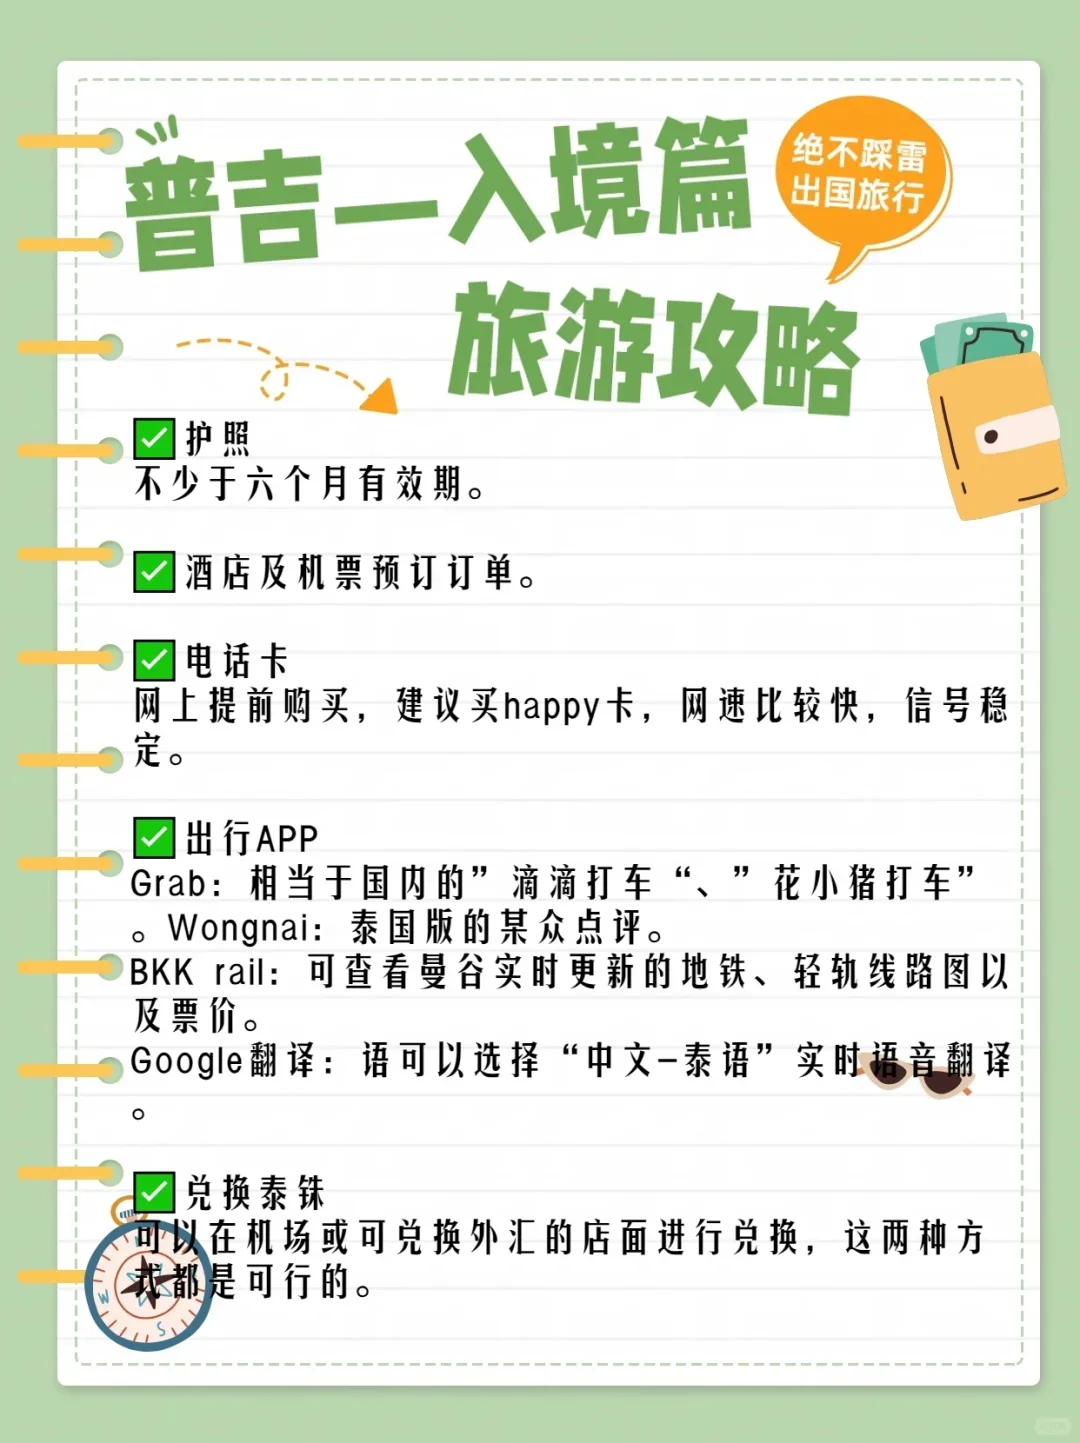 普吉—入境篇
绝不踩雷
出国旅行
旅游攻略
✅护照
不少于六个月有效期。
✅酒店及机票预订订单。
✅电话卡
网上提前购买，建议买happy卡，网速比较快，信号稳
定。
✅出行APP
Grab：相当于国内的”滴滴打车“、”花小猪打车”
。Wongnai：泰国版的某众点评。
BKK rail：可查看曼谷实时更新的地铁、轻轨线路图以
及票价。
Google翻译：语可以选择“中文-泰语”实时语音翻译
。
✅兑换泰铢
可以在机场或可兑换外汇的店面进行兑换，这两种方
式都是可行的。
W
S